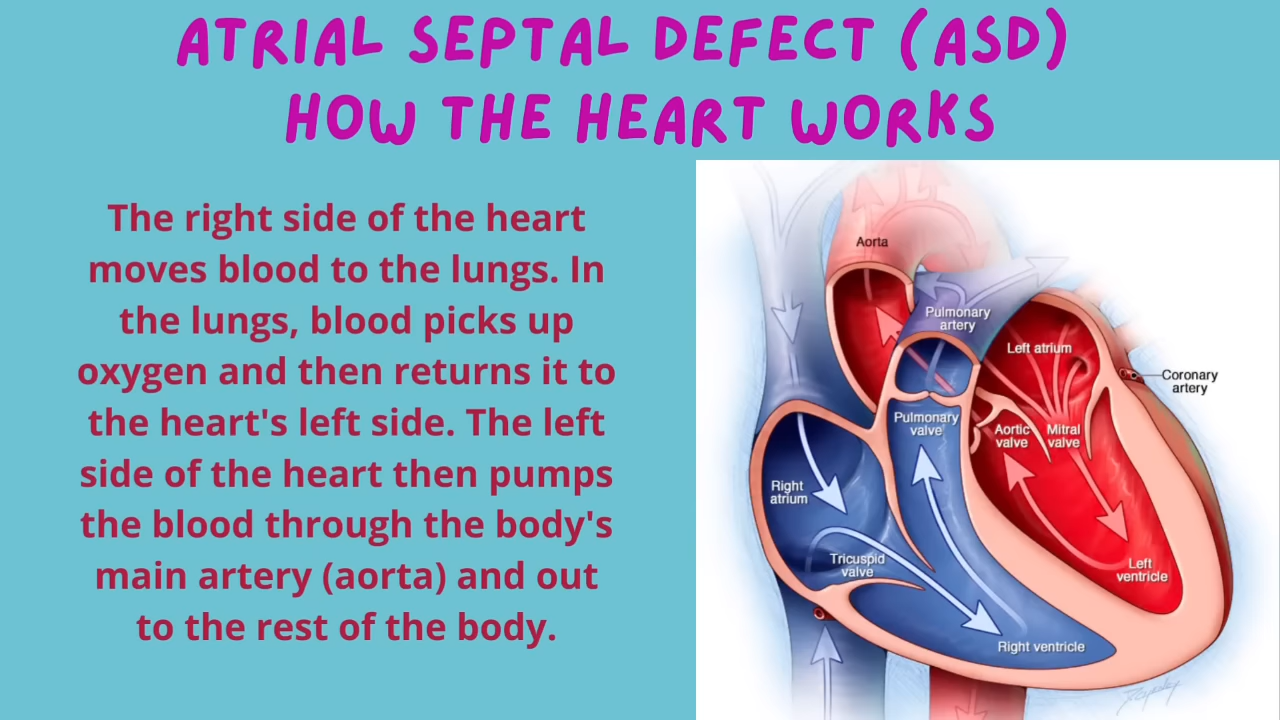 ATRIAL SEPTAL DEFECT (ASD)
HOW THE HEART WORKS
The right side of the heart
moves blood to the lungs. In
the lungs, blood picks up
oxygen and then returns it to
the heart's left side. The left
side of the heart then pumps
the blood through the body's
main artery (aorta) and out
to the rest of the body.
Aorta
Pulmonary
artery
Left atrium
Coronary
artery
Pulmonary
valve
Aortic
valve
Mitral
valve
Right
atrium
Tricuspid
valve
Left
ventricle
Right ventricle